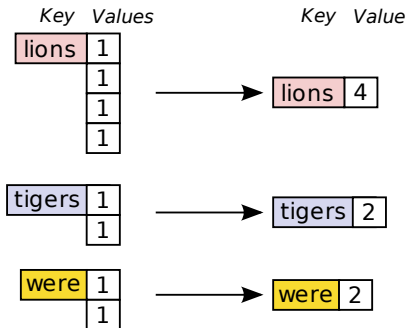 Key Values Key Value
lions 1
1
1
1
lions 4
tigers 1
1
tigers 2
were 1
1
were 2